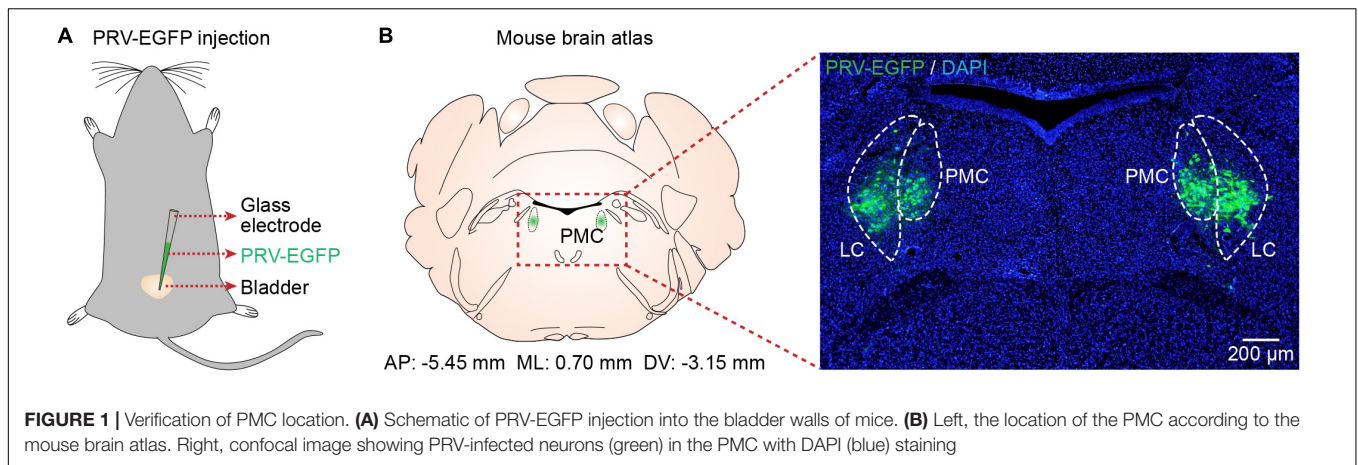 A PRV-EGFP injection
Glass
electrode
PRV-EGFP
Bladder
B Mouse brain atlas
PMC
AP: -5.45 mm ML: 0.70 mm DV: -3.15 mm
PRV-EGFP / DAPI
PMC
PMC
LC
LC
200 µm
FIGURE 1 | Verification of PMC location. (A) Schematic of PRV-EGFP injection into the bladder walls of mice. (B) Left, the location of the PMC according to the
mouse brain atlas. Right, confocal image showing PRV-infected neurons (green) in the PMC with DAPI (blue) staining